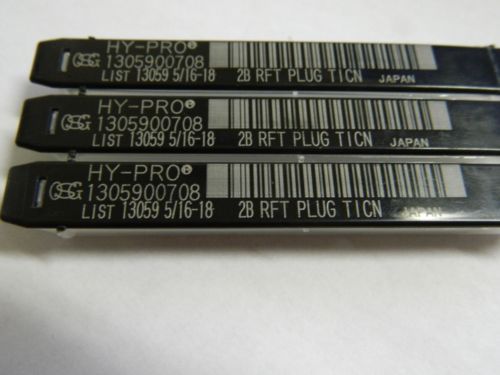 HY-PRO®
OSG 1305900708
LIST 13059 5/16-18 2B RFT PLUG TICN JAPAN
HY-PRO®
OSG 1305900708
LIST 13059 5/16-18 2B RFT PLUG TICN JAPAN
HY-PRO®
OSG 1305900708
LIST 13059 5/16-18 2B RFT PLUG TICN JAPAN